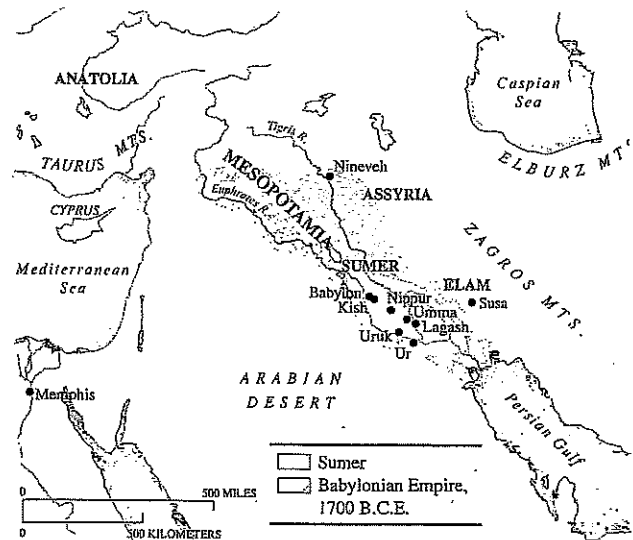 ANATOLIA
Caspian
Sea
Tigris R.
TAURUS MTS.
MESOPOTAMIA
Nineveh
ELBURZ MTS
ASSYRIA
Euphrates R.
CYPRUS
ZAGROS MTS.
Mediterranean
Sea
SUMER
ELAM
Babylon
Nippur
Susa
Kish
Umma
Lagash
Uruk
Ur
Memphis
ARABIAN
DESERT
Persian Gulf
Sumer
Babylonian Empire,
1700 B.C.E.
0 500 MILES
0 500 KILOMETERS